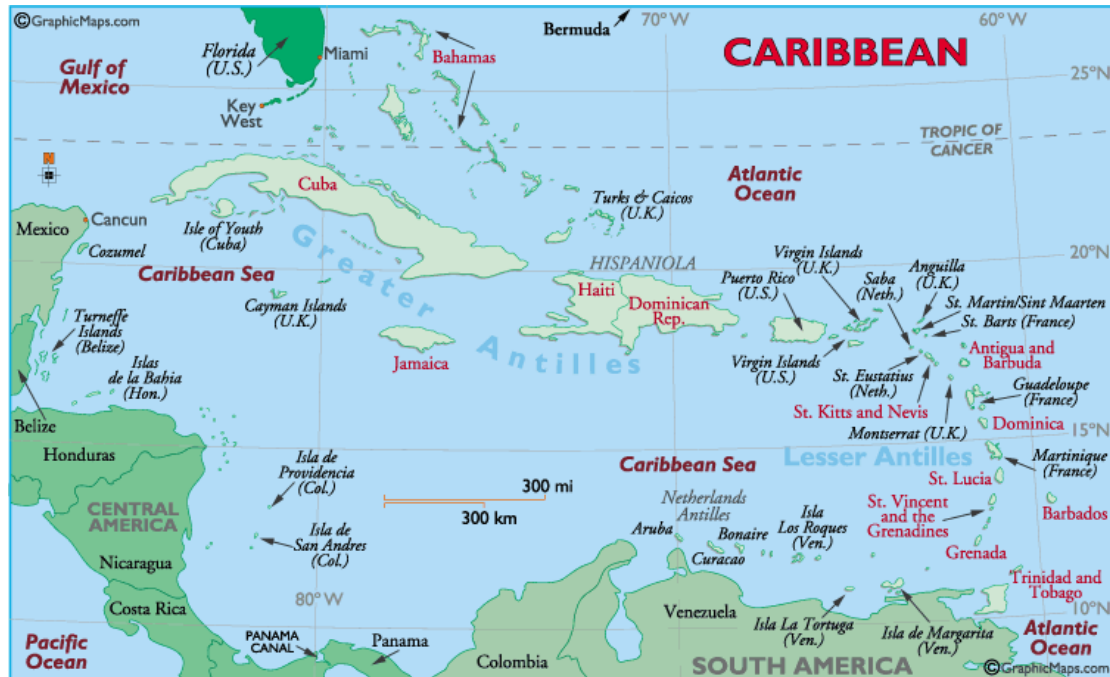 ©GraphicMaps.com
Bermuda
70°W
60°W
CARIBBEAN
Florida
(U.S.)
Miami
Bahamas
Gulf of
Mexico
25°N
Key
West
TROPIC OF
CANCER
N
Cuba
Atlantic
Ocean
Turks & Caicos
(U.K.)
Mexico
Cancun
Isle of Youth
(Cuba)
Cozumel
Greater
Antilles
Caribbean Sea
HISPANIOLA
20°N
Virgin Islands
(U.K.)
Puerto Rico
(U.S.)
Saba
(Neth.)
Anguilla
(U.K.)
Cayman Islands
(U.K.)
Haiti
Dominican
Rep.
St. Martin/Sint Maarten
St. Barts (France)
Turneffe
Islands
(Belize)
Jamaica
Virgin Islands
(U.S.)
Antigua and
Barbuda
Islas
de la Bahia
(Hon.)
St. Eustatius
(Neth.)
Guadeloupe
(France)
St. Kitts and Nevis
Belize
Montserrat (U.K.)
Dominica
15°N
Honduras
Isla de
Providencia
(Col.)
Caribbean Sea
Lesser Antilles
Martinique
(France)
St. Lucia
300 mi
300 km
CENTRAL
AMERICA
Netherlands
Antilles
Isla
Los Roques
(Ven.)
St. Vincent
and the
Grenadines
Barbados
Aruba
Bonaire
Curacao
Isla de
San Andres
(Col.)
Grenada
Nicaragua
Trinidad and
Tobago
Costa Rica
80°W
Venezuela
10°N
Isla La Tortuga
(Ven.)
Isla de Margarita
(Ven.)
Atlantic
Ocean
Pacific
Ocean
PANAMA
CANAL
Panama
Colombia
SOUTH AMERICA
©GraphicMaps.com